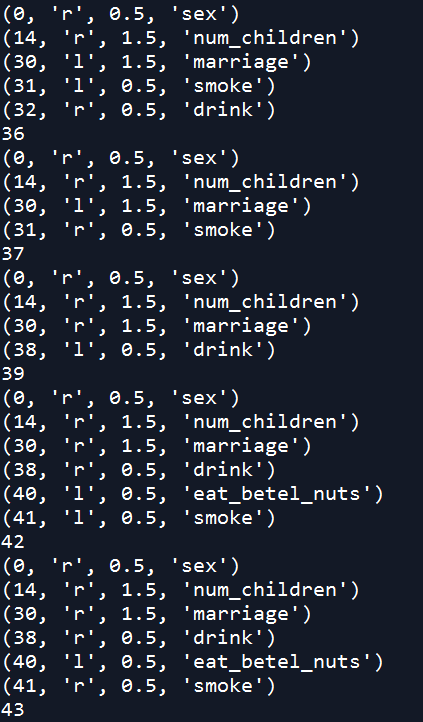 (0, 'r', 0.5, 'sex')
(14, 'r', 1.5, 'num_children')
(30, 'l', 1.5, 'marriage')
(31, 'l', 0.5, 'smoke')
(32, 'r', 0.5, 'drink')
36
(0, 'r', 0.5, 'sex')
(14, 'r', 1.5, 'num_children')
(30, 'l', 1.5, 'marriage')
(31, 'r', 0.5, 'smoke')
37
(0, 'r', 0.5, 'sex')
(14, 'r', 1.5, 'num_children')
(30, 'r', 1.5, 'marriage')
(38, 'l', 0.5, 'drink')
39
(0, 'r', 0.5, 'sex')
(14, 'r', 1.5, 'num_children')
(30, 'r', 1.5, 'marriage')
(38, 'r', 0.5, 'drink')
(40, 'l', 0.5, 'eat_betel_nuts')
(41, 'l', 0.5, 'smoke')
42
(0, 'r', 0.5, 'sex')
(14, 'r', 1.5, 'num_children')
(30, 'r', 1.5, 'marriage')
(38, 'r', 0.5, 'drink')
(40, 'l', 0.5, 'eat_betel_nuts')
(41, 'r', 0.5, 'smoke')
43